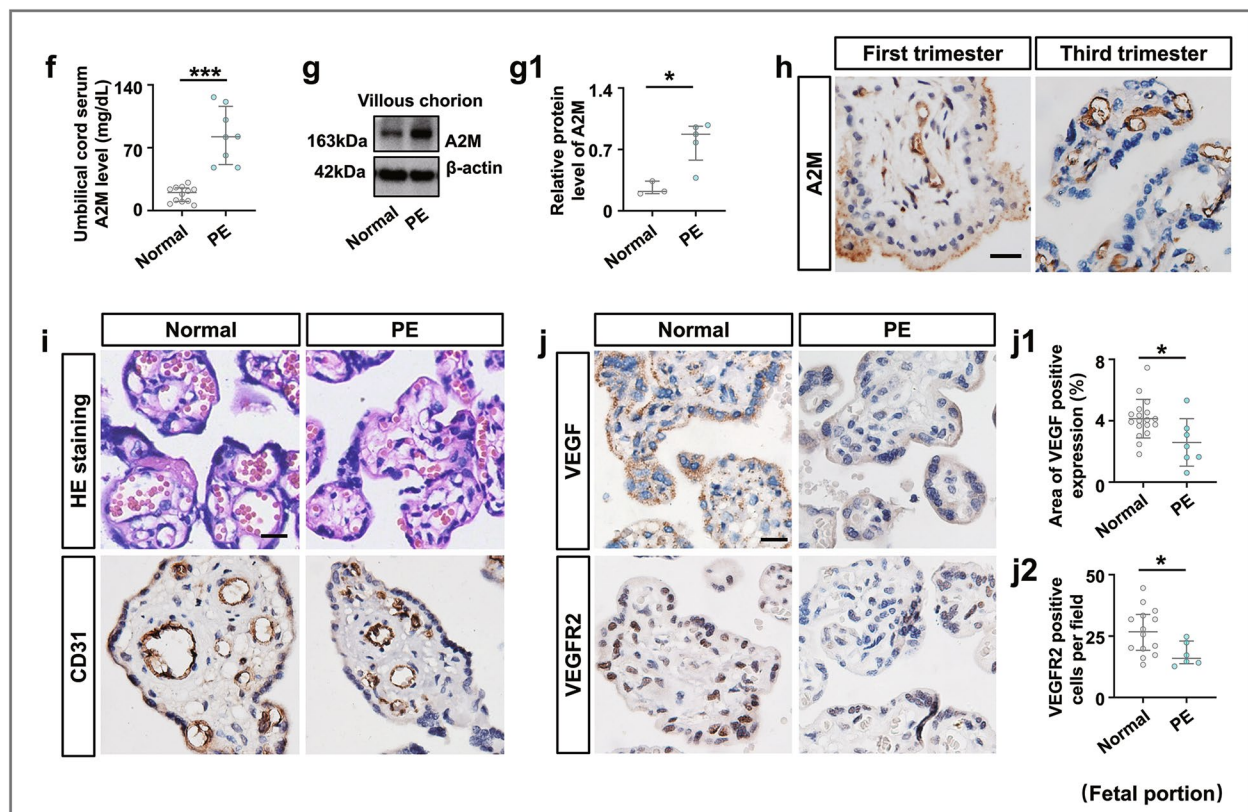 f
Umbilical cord serum
A2M level (mg/dL)
140
70
0
***
Normal
PE
g
Villous chorion
163kDa
A2M
42kDa
β-actin
Normal
PE
g1
Relative protein
level of A2M
1.4
0.7
0
*
Normal
PE
h
First trimester
Third trimester
A2M
i
Normal
PE
HE staining
CD31
j
Normal
PE
VEGF
VEGFR2
j1
Area of VEGF positive
expression (%)
8
4
0
*
Normal
PE
j2
VEGFR2 positive
cells per field
50
25
0
*
Normal
PE
(Fetal portion)